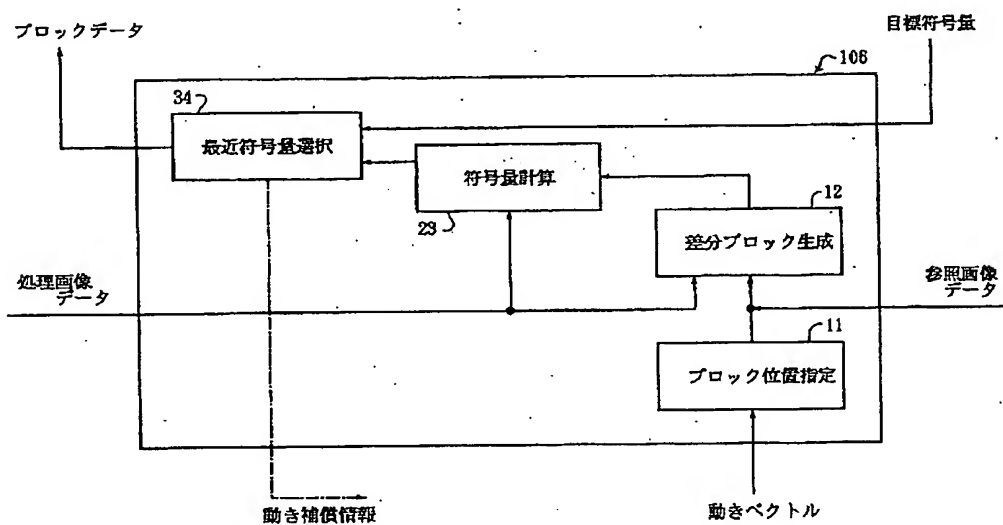 ブロックデータ
目標符号量
106
34
最近符号量選択
符号量計算
23
12
差分ブロック生成
処理画像
データ
参照画像
データ
11
ブロック位置指定
動き補償情報
動きベクトル